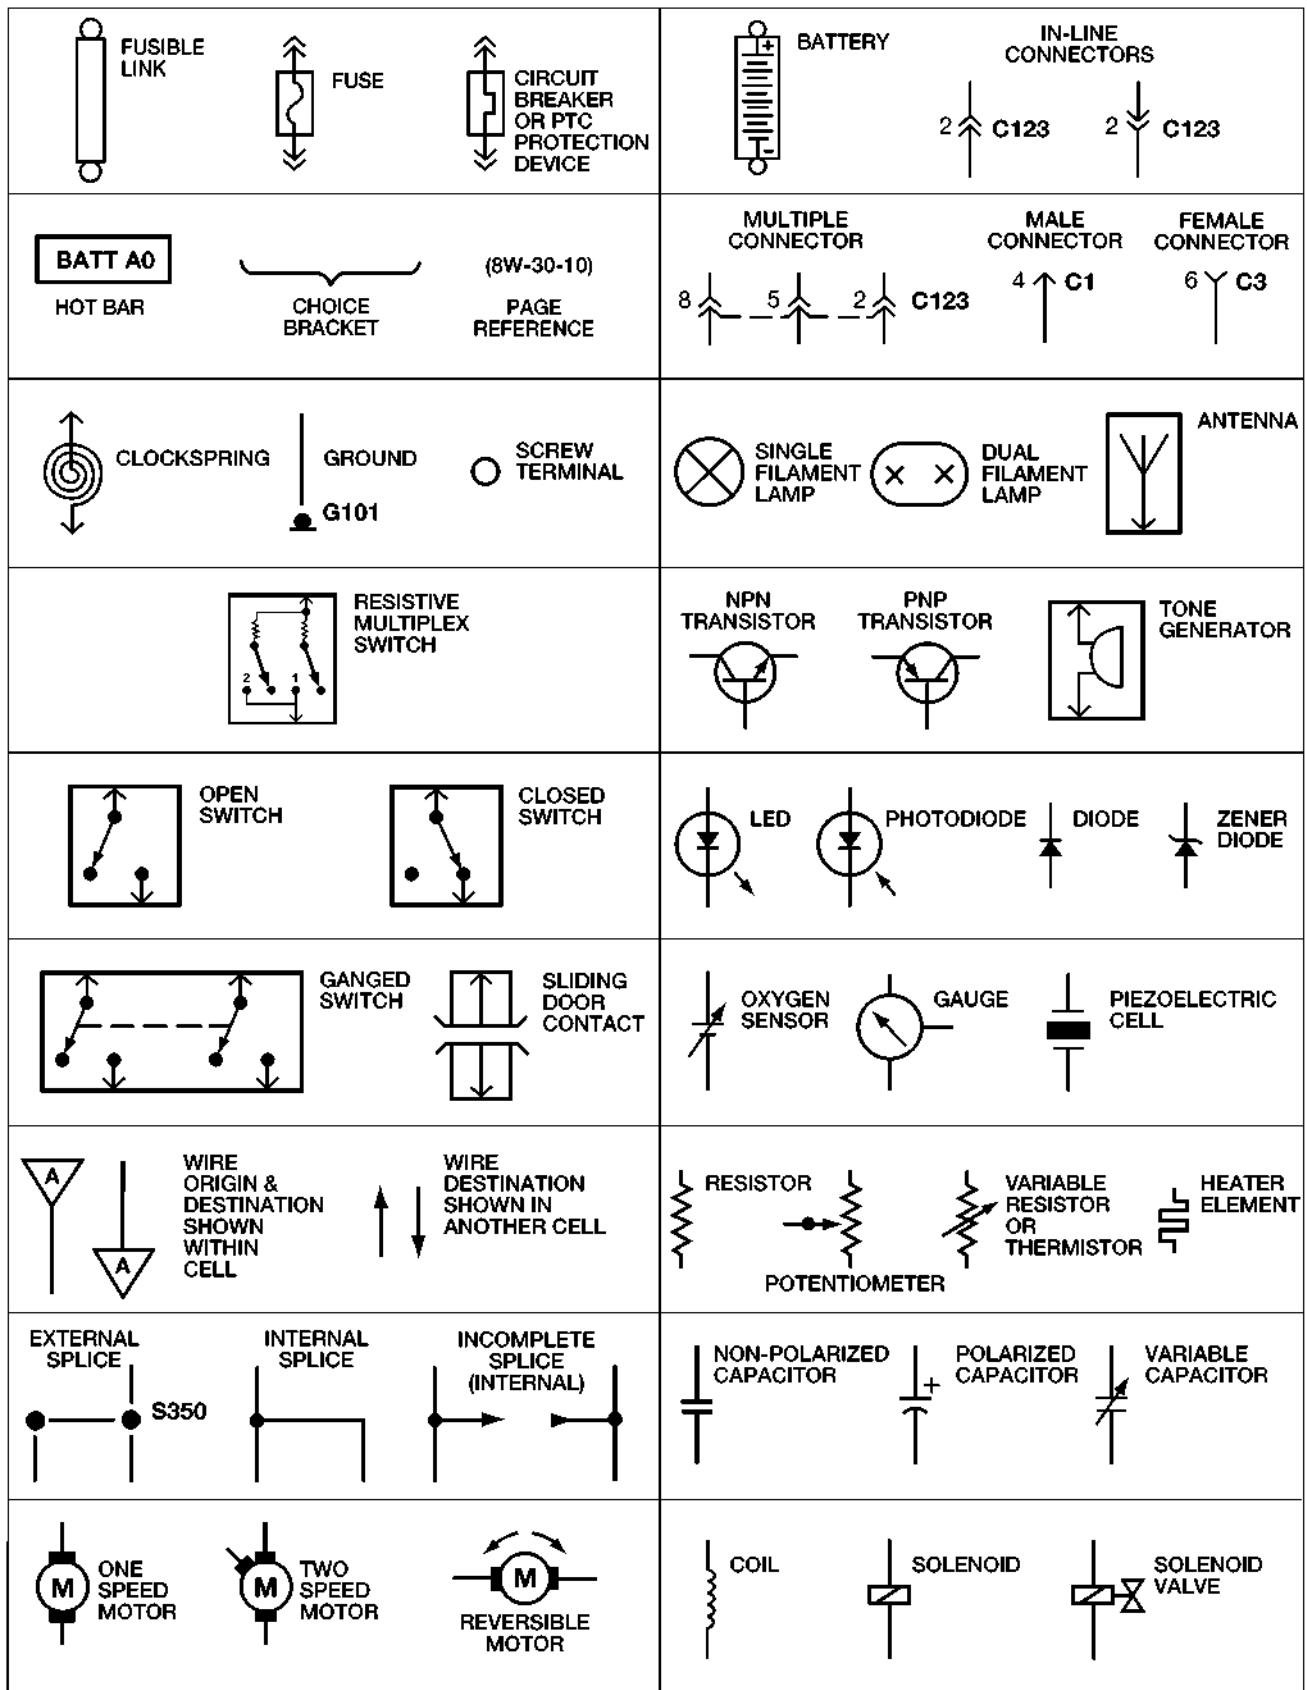 FUSIBLE
LINK
FUSE
CIRCUIT
BREAKER
OR PTC
PROTECTION
DEVICE
BATTERY
+
-
IN-LINE
CONNECTORS
2 C123
2 C123
BATT A0
HOT BAR
CHOICE
BRACKET
(8W-30-10)
PAGE
REFERENCE
MULTIPLE
CONNECTOR
8 5 2 C123
MALE
CONNECTOR
4 C1
FEMALE
CONNECTOR
6 C3
CLOCKSPRING
GROUND
G101
SCREW
TERMINAL
SINGLE
FILAMENT
LAMP
DUAL
FILAMENT
LAMP
ANTENNA
RESISTIVE
MULTIPLEX
SWITCH
2 1
NPN
TRANSISTOR
PNP
TRANSISTOR
TONE
GENERATOR
OPEN
SWITCH
CLOSED
SWITCH
LED
PHOTODIODE
DIODE
ZENER
DIODE
GANGED
SWITCH
SLIDING
DOOR
CONTACT
OXYGEN
SENSOR
GAUGE
PIEZOELECTRIC
CELL
A
A
WIRE
ORIGIN &
DESTINATION
SHOWN
WITHIN
CELL
WIRE
DESTINATION
SHOWN IN
ANOTHER CELL
RESISTOR
POTENTIOMETER
VARIABLE
RESISTOR
OR
THERMISTOR
HEATER
ELEMENT
EXTERNAL
SPLICE
S350
INTERNAL
SPLICE
INCOMPLETE
SPLICE
(INTERNAL)
NON-POLARIZED
CAPACITOR
+
POLARIZED
CAPACITOR
VARIABLE
CAPACITOR
M
ONE
SPEED
MOTOR
M
TWO
SPEED
MOTOR
M
REVERSIBLE
MOTOR
COIL
SOLENOID
SOLENOID
VALVE